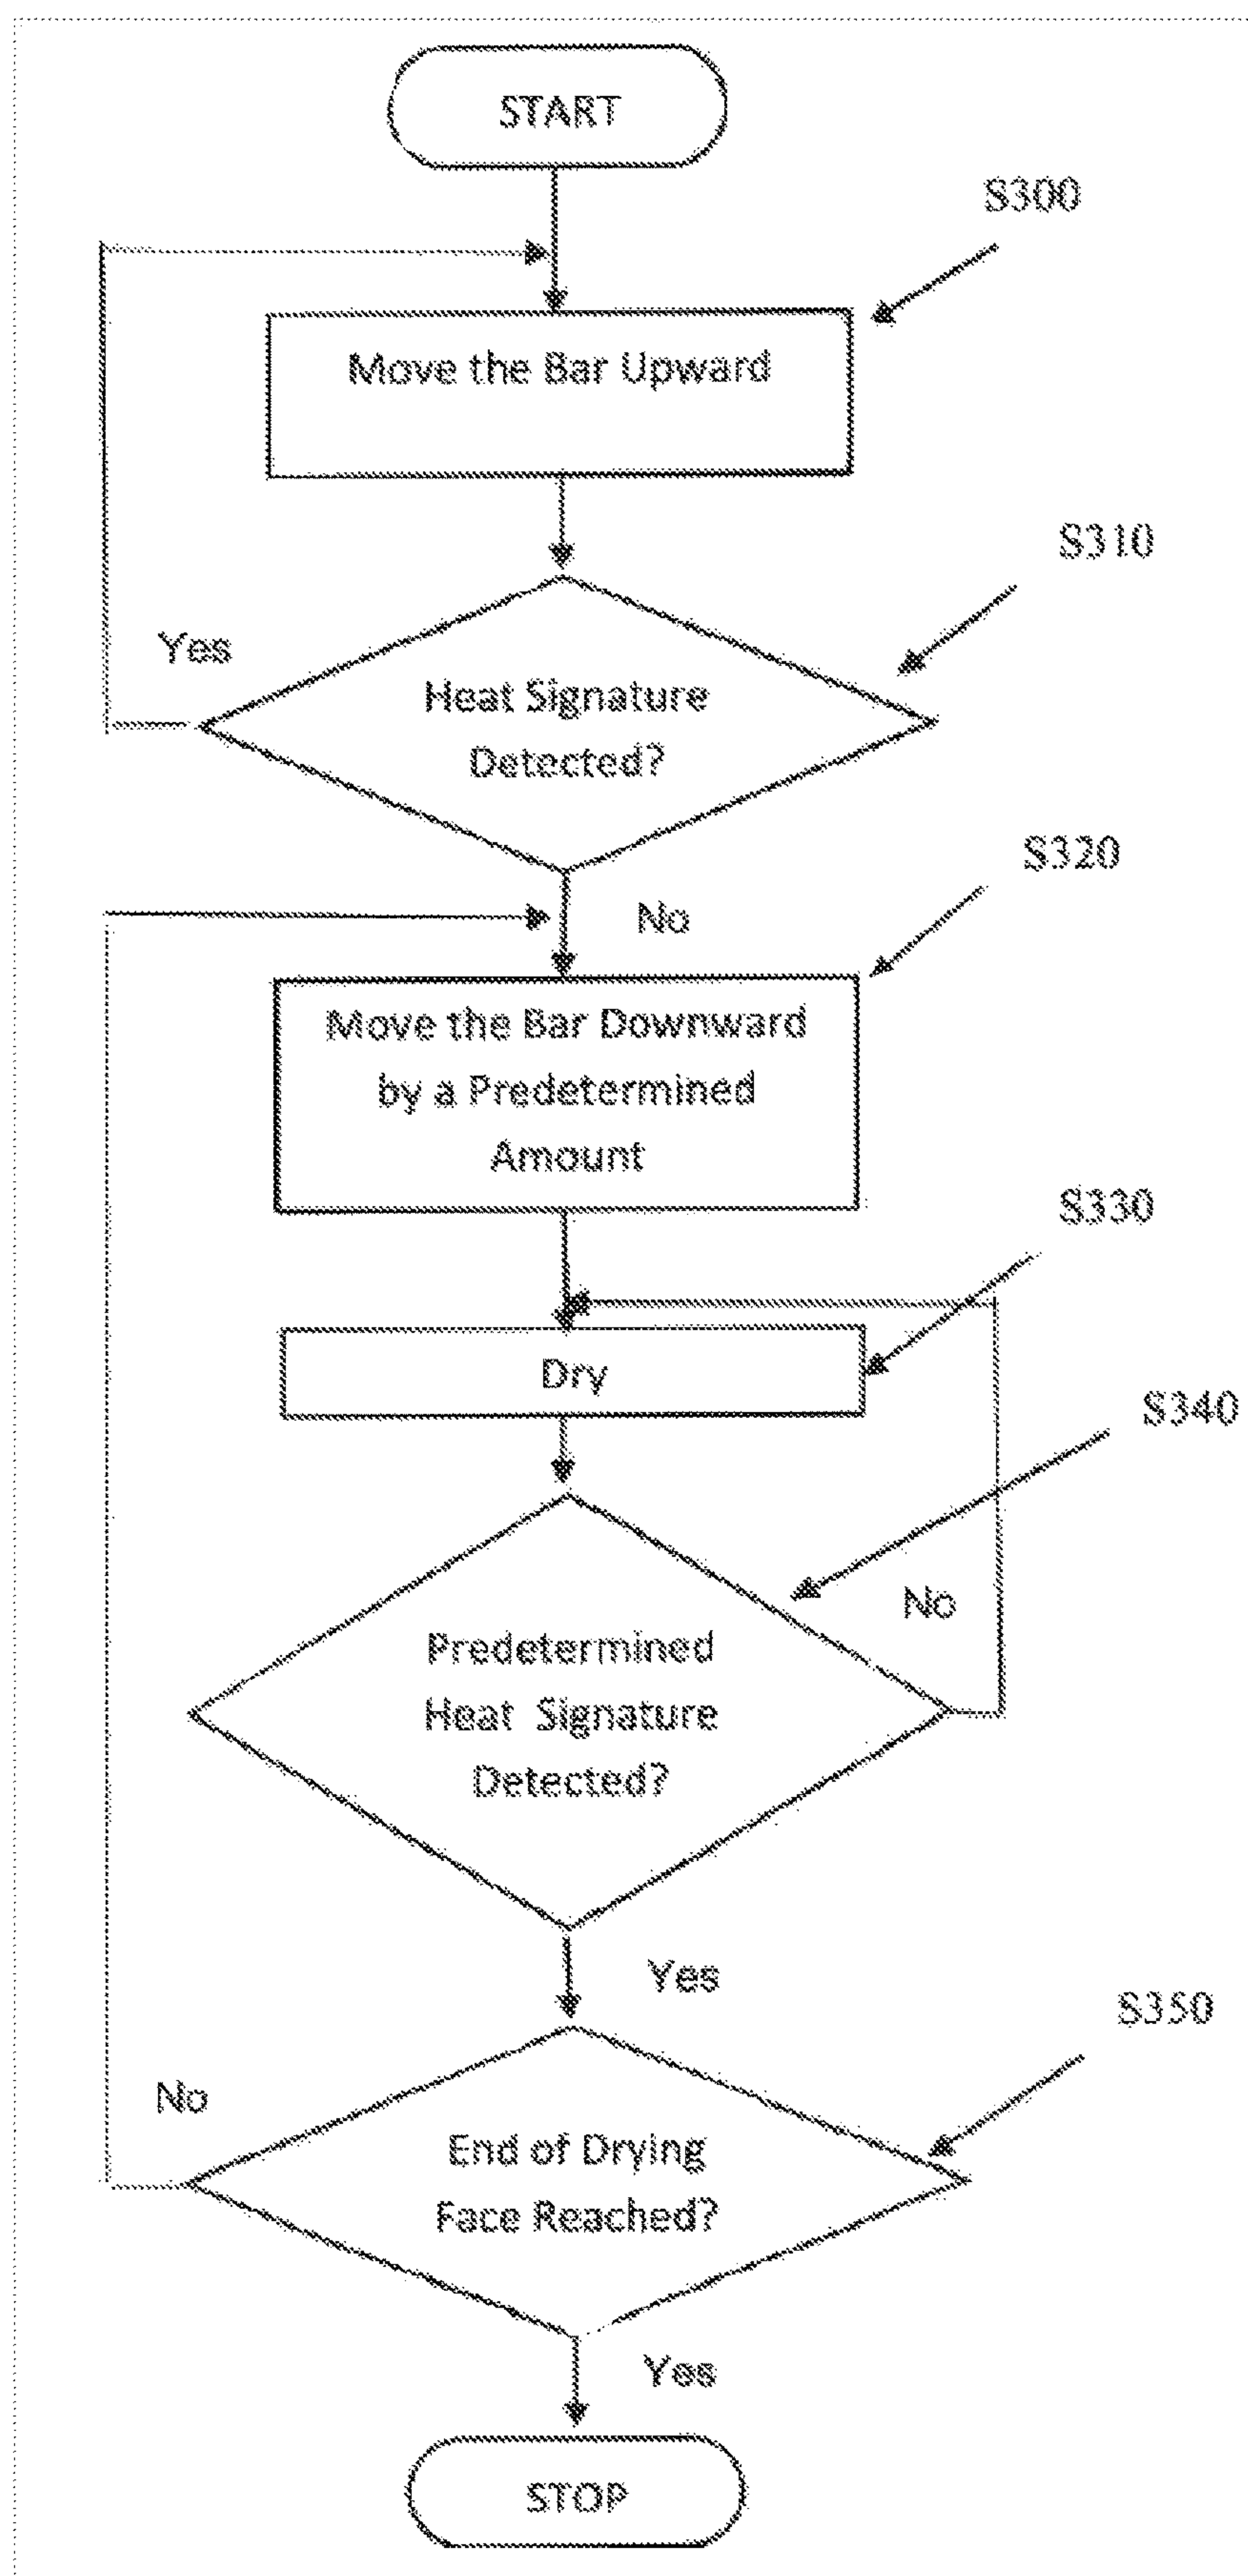 START
S300
Move the Bar Upward
S310
Yes
Heat Signature
Detected?
S320
No
Move the Bar Downward
by a Predetermined
Amount
S330
Dry
S340
No
Predetermined
Heat Signature
Detected?
Yes
S350
No
End of Drying
Face Reached?
Yes
STOP